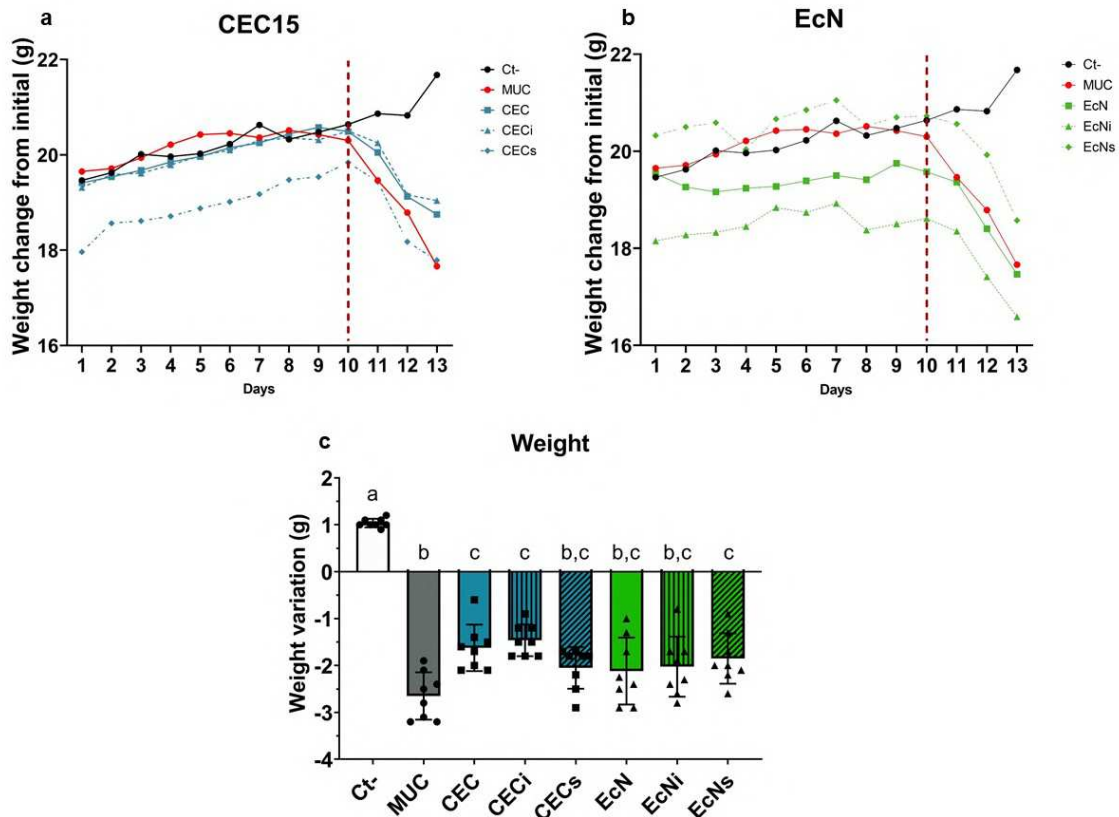 a
CEC15
Weight change from initial (g)
22
20
18
16
1 2 3 4 5 6 7 8 9 10 11 12 13
Days
Ct-
MUC
CEC
CECi
CECs
b
EcN
Weight change from initial (g)
22
20
18
16
1 2 3 4 5 6 7 8 9 10 11 12 13
Days
Ct-
MUC
EcN
EcNi
EcNs
c
Weight
Weight variation (g)
2
1
0
-1
-2
-3
-4
a
b c c b,c b,c b,c c
Ct- MUC CEC CECi CECs EcN EcNi EcNs